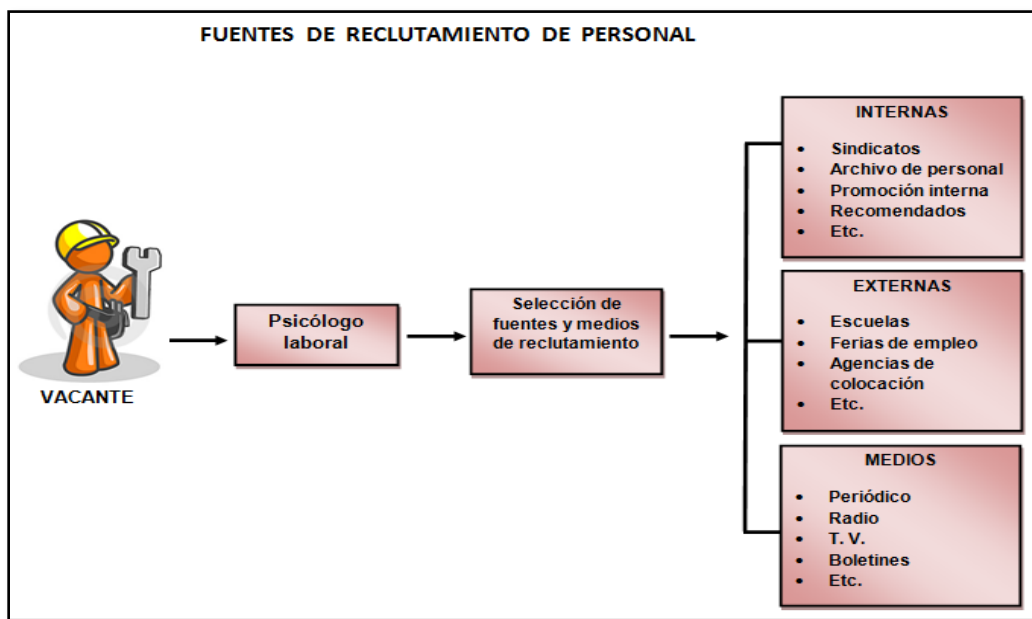 FUENTES DE RECLUTAMIENTO DE PERSONAL
VACANTE
Psicólogo
laboral
Selección de
fuentes y medios
de reclutamiento
INTERNAS
• Sindicatos
• Archivo de personal
• Promoción interna
• Recomendados
• Etc.
EXTERNAS
• Escuelas
• Ferias de empleo
• Agencias de
colocación
• Etc.
MEDIOS
• Periódico
• Radio
• T. V.
• Boletines
• Etc.